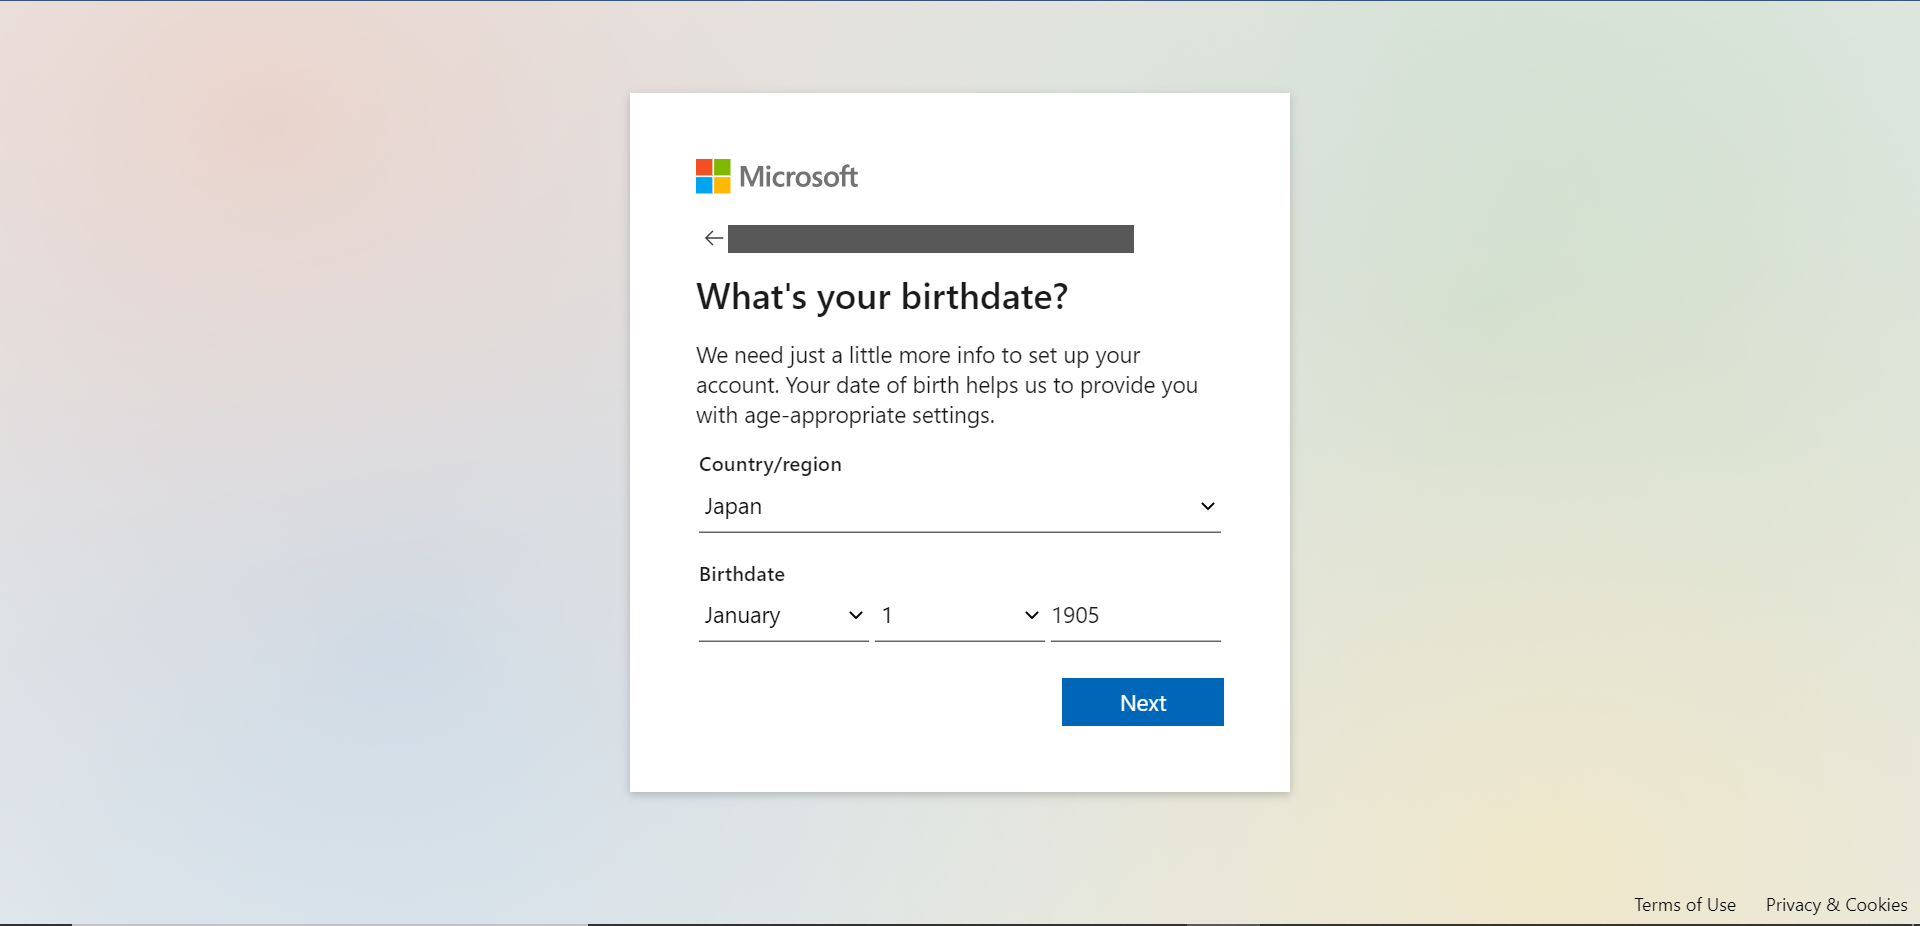 Microsoft
What's your birthdate?
We need just a little more info to set up your
account. Your date of birth helps us to provide you
with age-appropriate settings.
Country/region
Japan
Birthdate
January 1 1905
Next
Terms of Use Privacy & Cookies